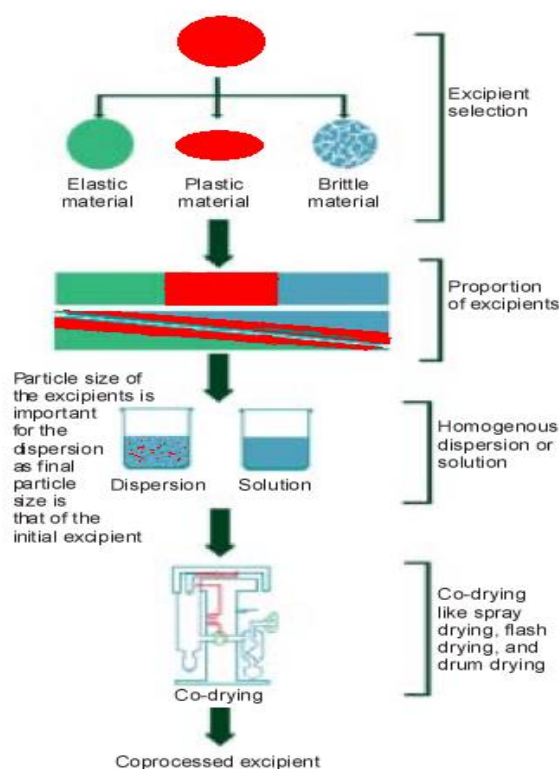 Excipient
selection
Elastic
material
Plastic
material
Brittle
material
Proportion
of excipients
Particle size of
the excipients is
important
for the
dispersion
as final
particle
size is
that of the
initial excipient
Dispersion
Solution
Homogenous
dispersion or
solution
Co-drying
like spray
drying, flash
drying, and
drum drying
Co-drying
Coprocessed excipient